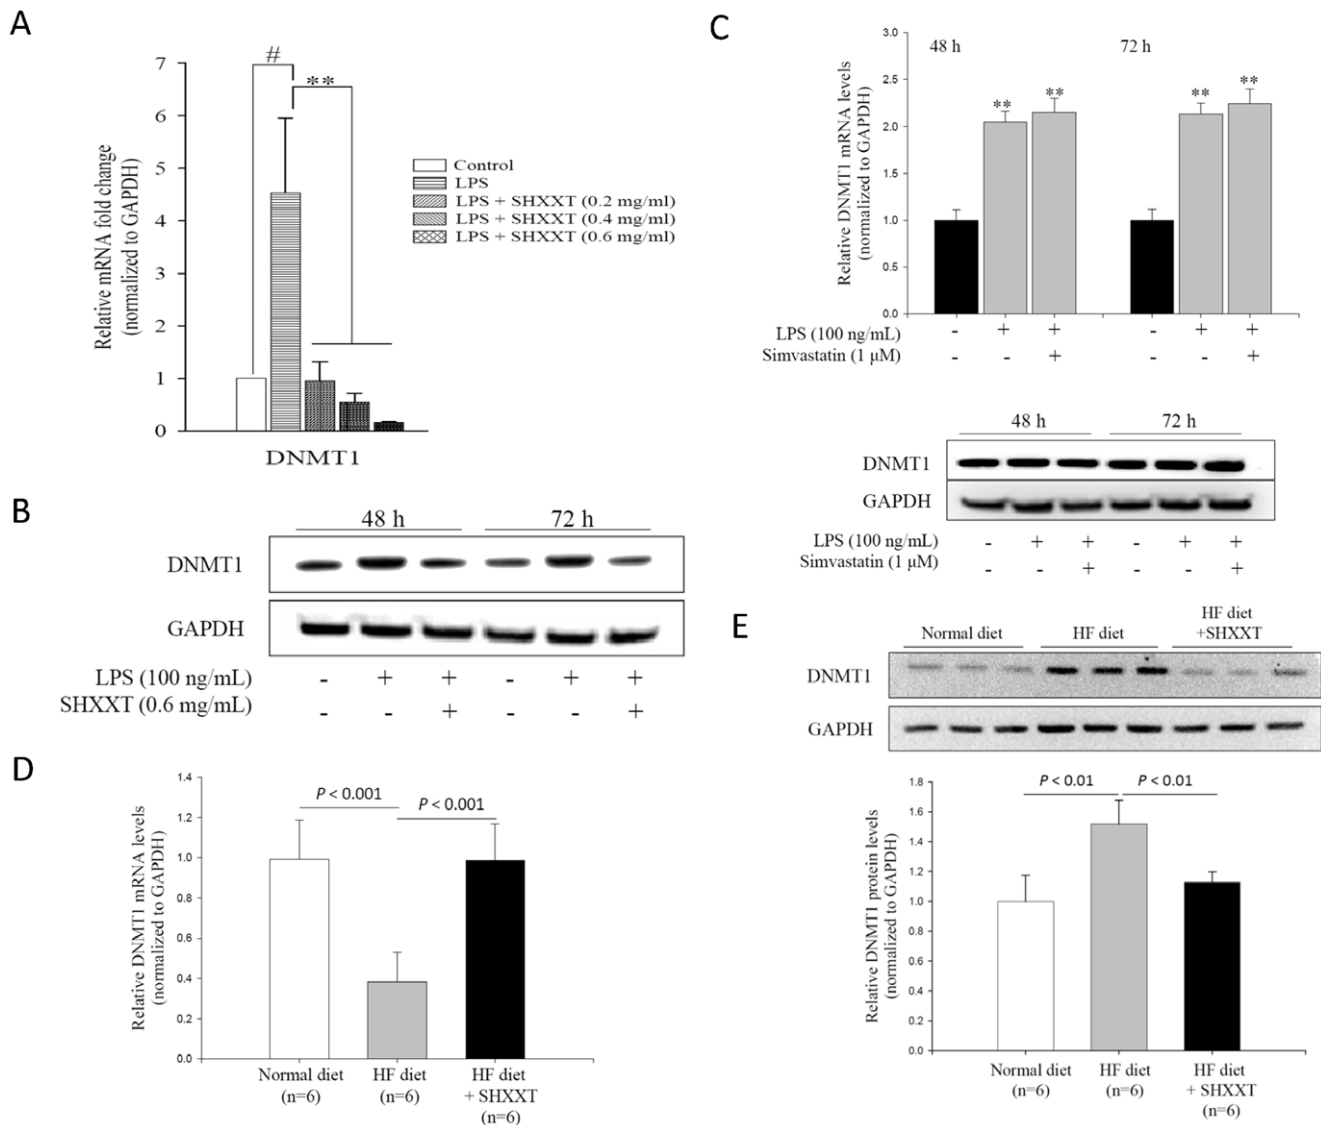 A
Relative mRNA fold change
(normalized to GAPDH)
7
6
5
4
3
2
1
0
#
**
Control
LPS
LPS + SHXXT (0.2 mg/ml)
LPS + SHXXT (0.4 mg/ml)
LPS + SHXXT (0.6 mg/ml)
DNMT1
B
48 h 72 h
DNMT1
GAPDH
LPS (100 ng/mL) - + + - + +
SHXXT (0.6 mg/mL) - - + - - +
C
Relative DNMT1 mRNA levels
(normalized to GAPDH)
3.0
2.5
2.0
1.5
1.0
0.5
0.0
48 h 72 h
** ** ** **
LPS (100 ng/mL) - + + - + +
Simvastatin (1 μM) - - + - - +
48 h 72 h
DNMT1
GAPDH
LPS (100 ng/mL) - + + - + +
Simvastatin (1 μM) - - + - - +
D
Relative DNMT1 mRNA levels
(normalized to GAPDH)
1.4
1.2
1.0
0.8
0.6
0.4
0.2
0.0
P < 0.001 P < 0.001
Normal diet HF diet HF diet
(n=6) (n=6) + SHXXT
(n=6)
E
HF diet
Normal diet HF diet +SHXXT
DNMT1
GAPDH
Relative DNMT1 protein levels
(normalized to GAPDH)
1.8
1.6
1.4
1.2
1.0
0.8
0.6
0.4
0.2
0.0
P < 0.01 P < 0.01
Normal diet HF diet HF diet
(n=6) (n=6) + SHXXT
(n=6)